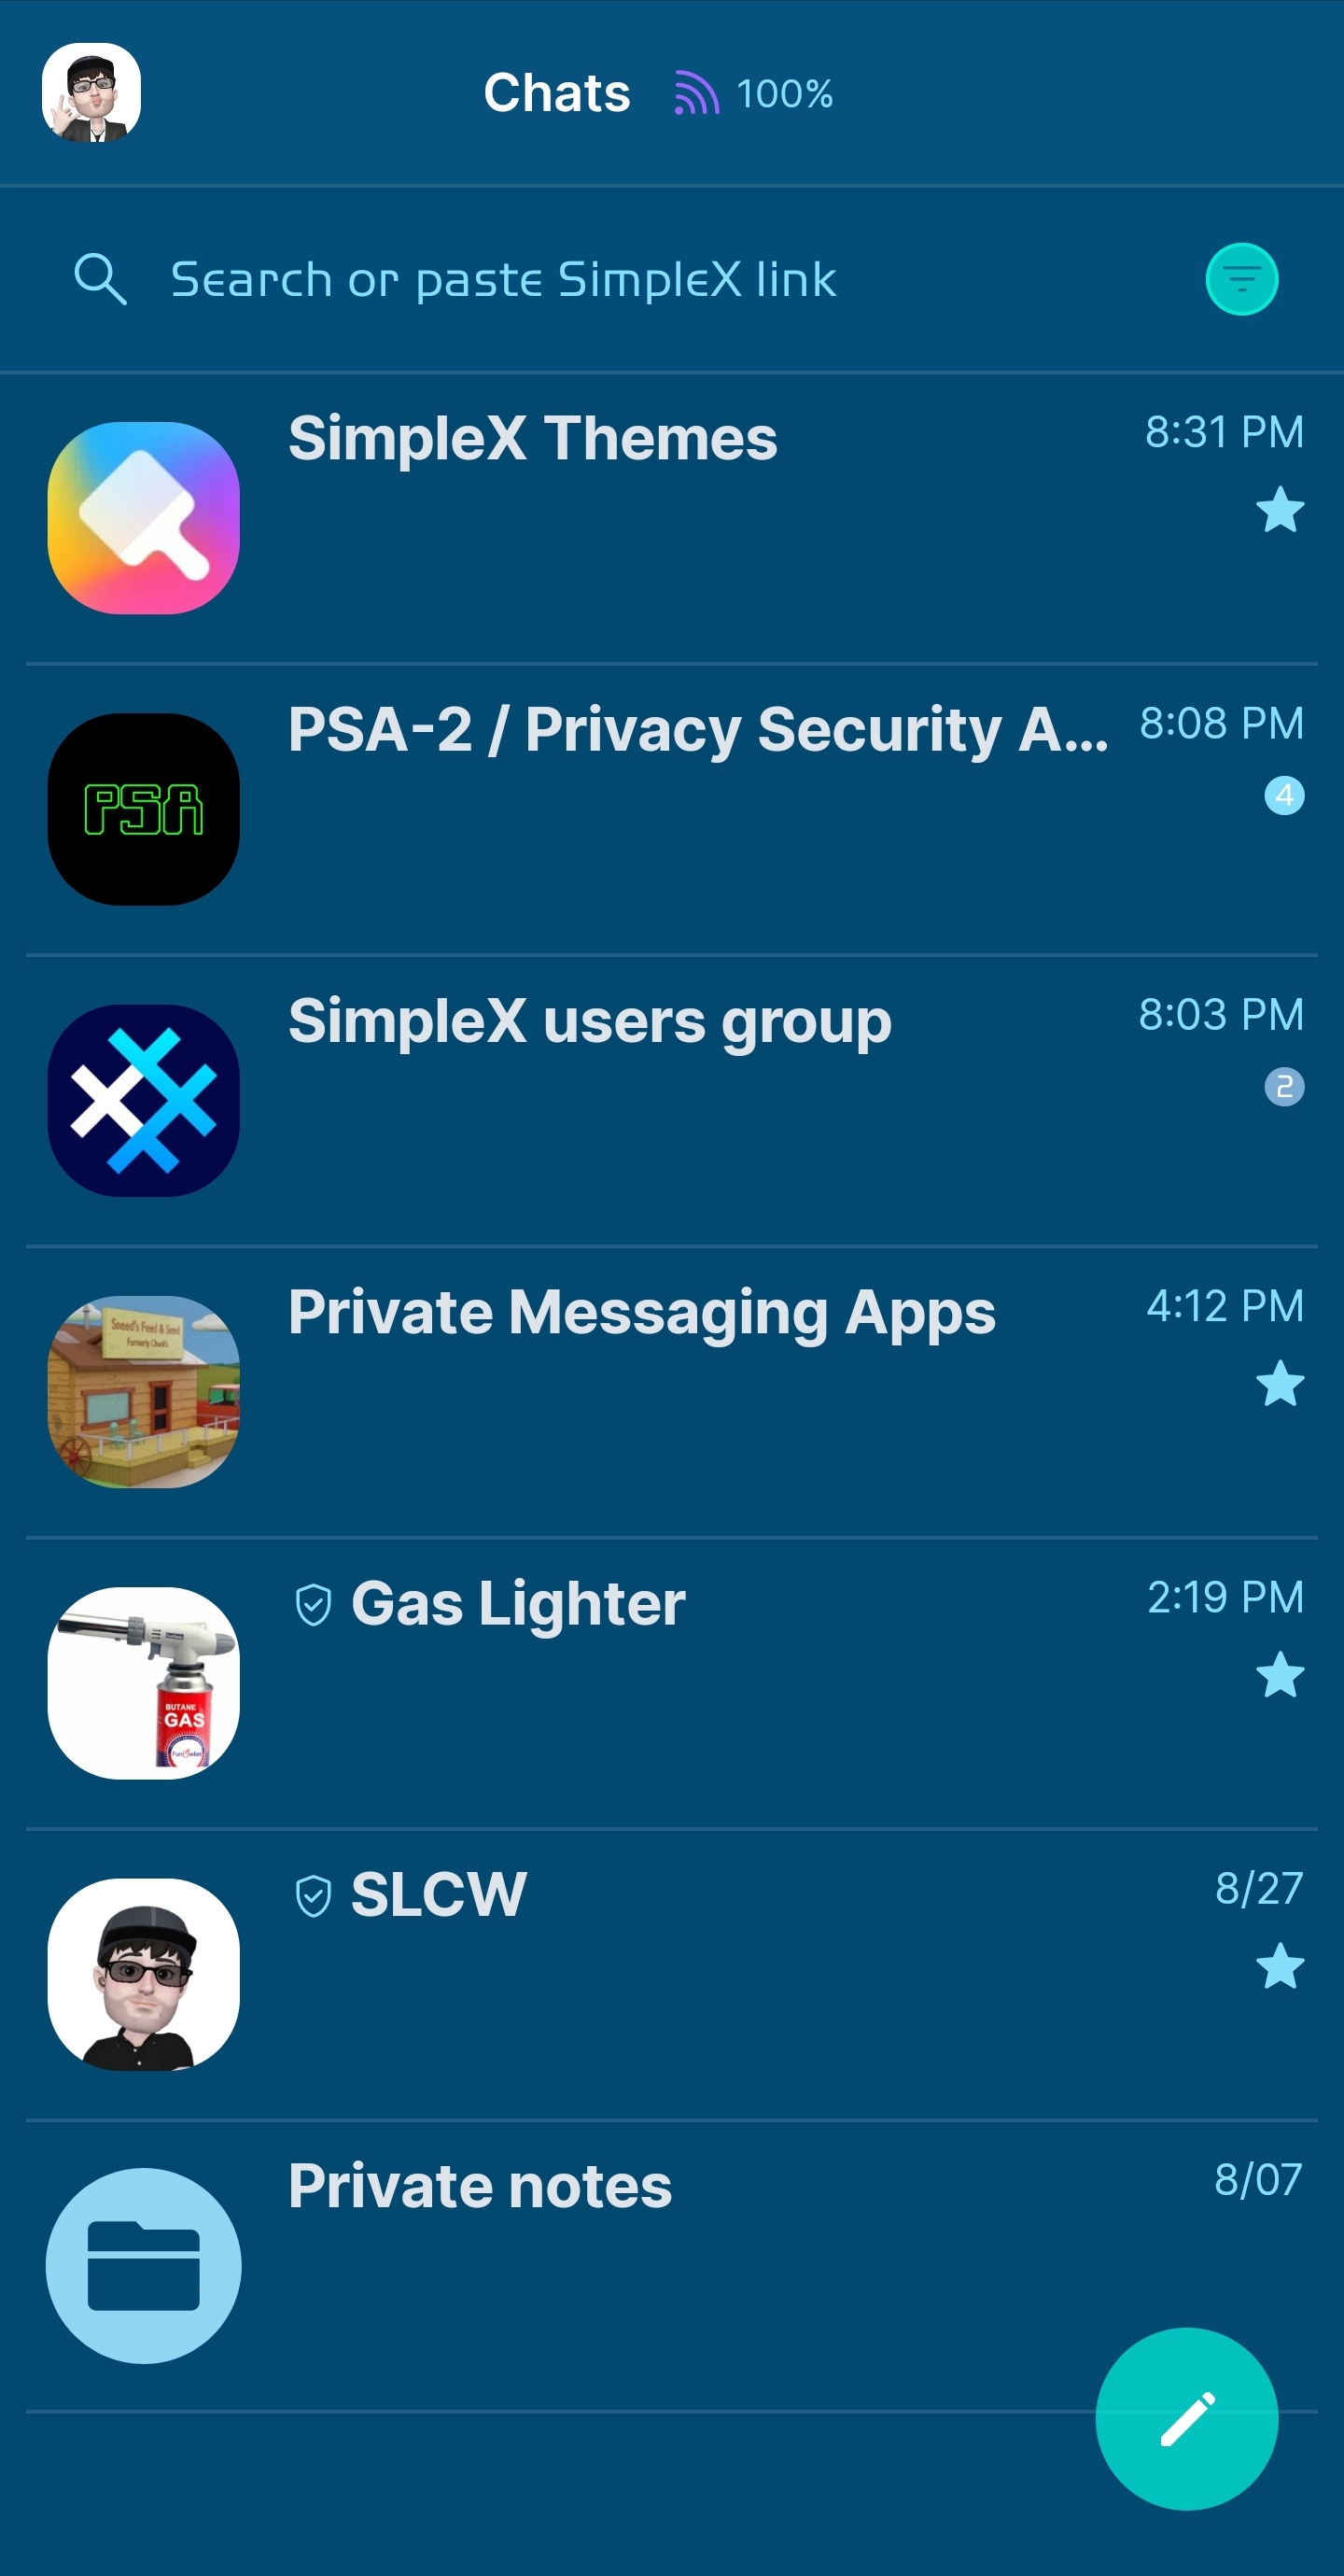 Chats 100%
Search or paste SimpleX link
SimpleX Themes 8:31 PM
PSA-2 / Privacy Security A... 8:08 PM
PSA
4
SimpleX users group 8:03 PM
2
Private Messaging Apps 4:12 PM
Sneed's Feed & Seed
Formerly Chuck's
Gas Lighter 2:19 PM
BUTANE
GAS
SLCW 8/27
Private notes 8/07